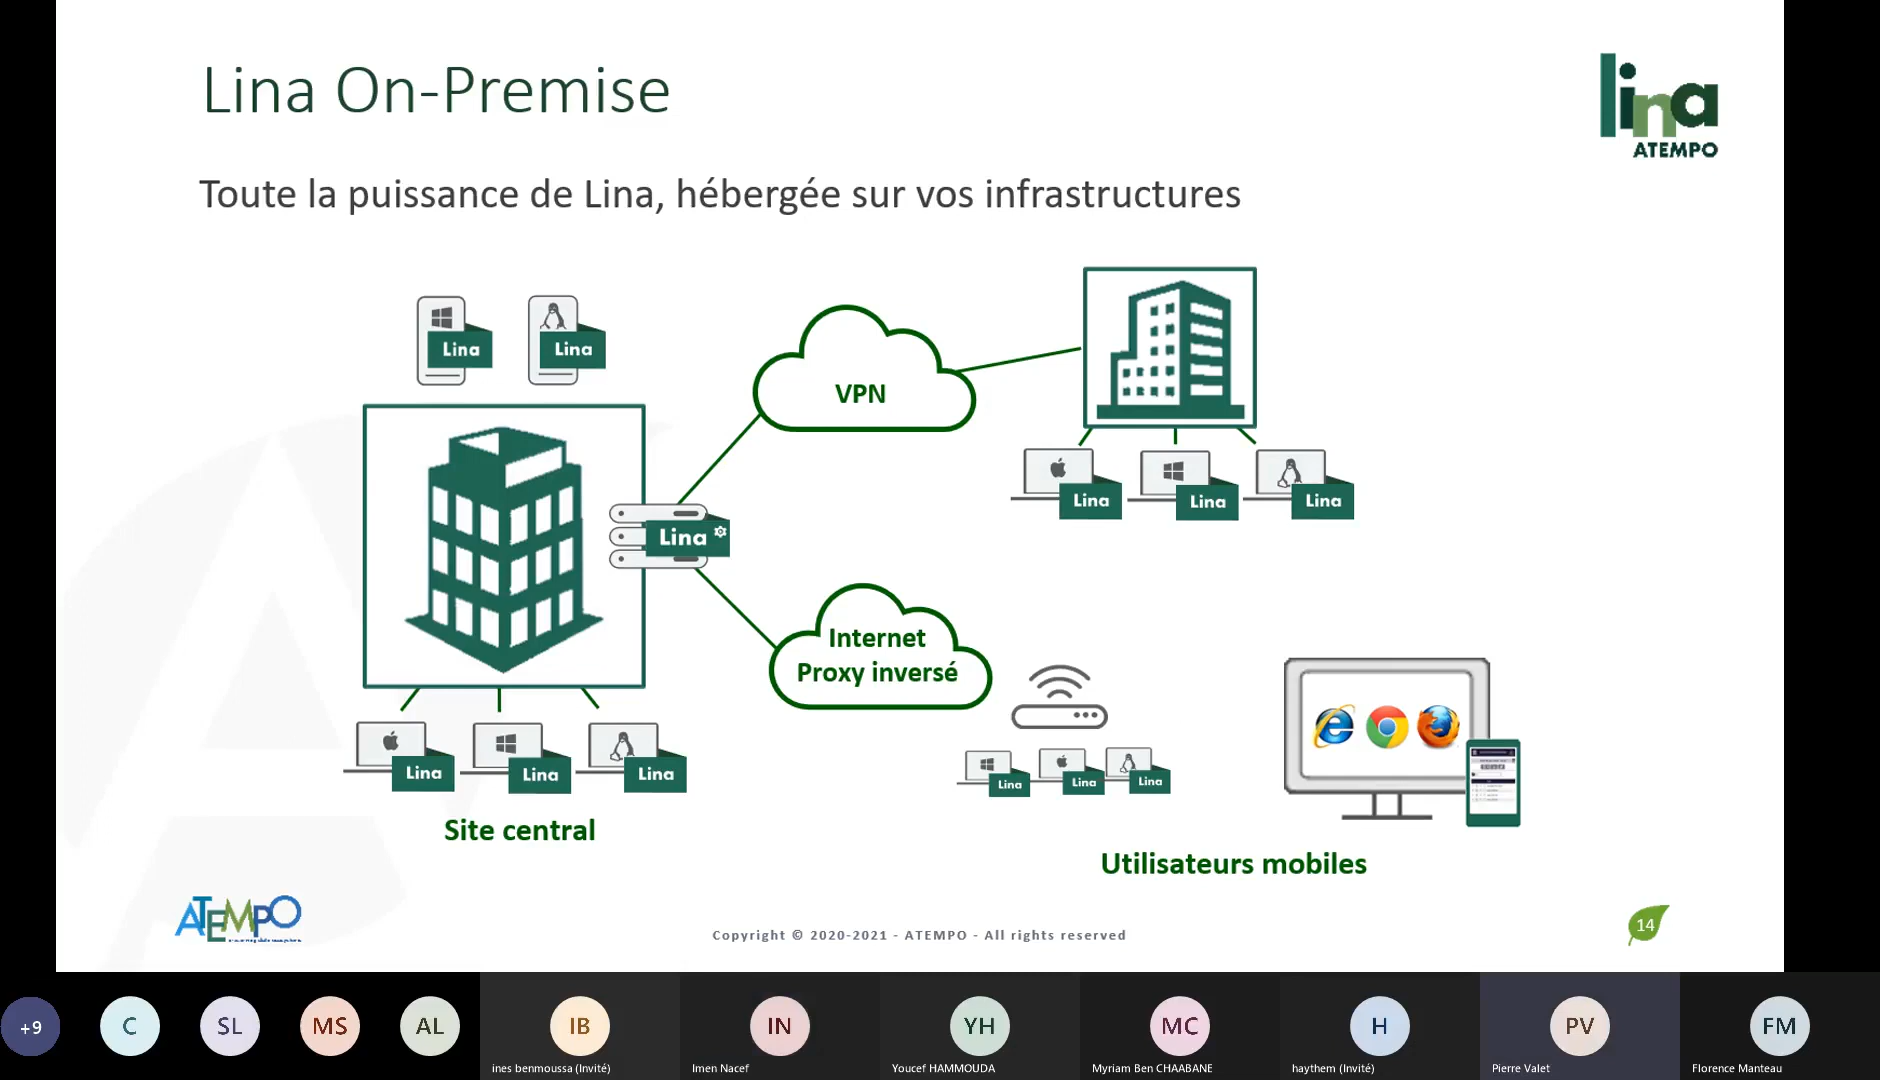 Lina On-Premise
lina
ATEMPO
Toute la puissance de Lina, hébergée sur vos infrastructures
Lina
Lina
VPN
Lina
Lina
Lina
Lina
Internet
Proxy inversé
Lina
Lina
Lina
Lina
Lina
Lina
Site central
Utilisateurs mobiles
ATEMPO
Copyright © 2020-2021 - ATEMPO - All rights reserved
14
+9
C
SL
MS
AL
IB
ines benmoussa (Invité)
IN
Imen Nacef
YH
Youcef HAMMOUDA
MC
Myriam Ben CHAABANE
H
haythem (Invité)
PV
Pierre Valet
FM
Florence Manteau